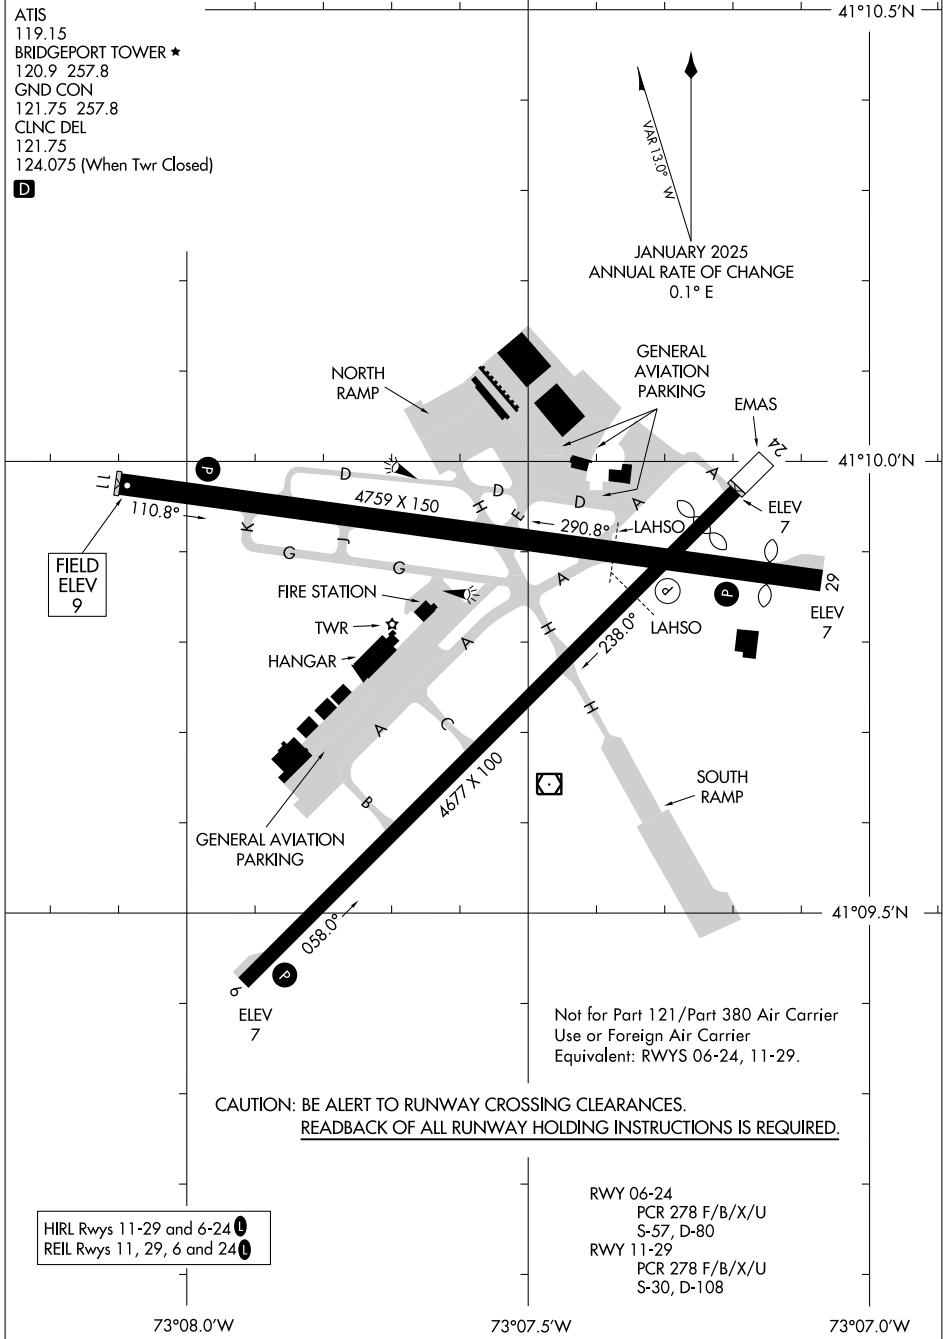 ATIS
119.15
BRIDGEPORT TOWER ★
120.9 257.8
GND CON
121.75 257.8
CLNC DEL
121.75
124.075 (When Twr Closed)
D
41°10.5'N
VAR 13.0° W
JANUARY 2025
ANNUAL RATE OF CHANGE
0.1° E
NORTH
RAMP
GENERAL
AVIATION
PARKING
EMAS
24
41°10.0'N
11
P
D
D
D
A
A
110.8°
4759 X 150
H
E
290.8°
LAHSO
ELEV
7
K
J
G
G
FIELD
ELEV
9
FIRE STATION
A
P
P
29
ELEV
7
TWR
HANGAR
A
H
238.0°
LAHSO
A
C
H
B
4677 X 100
SOUTH
RAMP
GENERAL AVIATION
PARKING
41°09.5'N
058.0°
P
6
ELEV
7
Not for Part 121/Part 380 Air Carrier
Use or Foreign Air Carrier
Equivalent: RWYS 06-24, 11-29.
CAUTION: BE ALERT TO RUNWAY CROSSING CLEARANCES.
READBACK OF ALL RUNWAY HOLDING INSTRUCTIONS IS REQUIRED.
HIRL Rwys 11-29 and 6-24 L
REIL Rwys 11, 29, 6 and 24 L
RWY 06-24
PCR 278 F/B/X/U
S-57, D-80
RWY 11-29
PCR 278 F/B/X/U
S-30, D-108
73°08.0'W
73°07.5'W
73°07.0'W